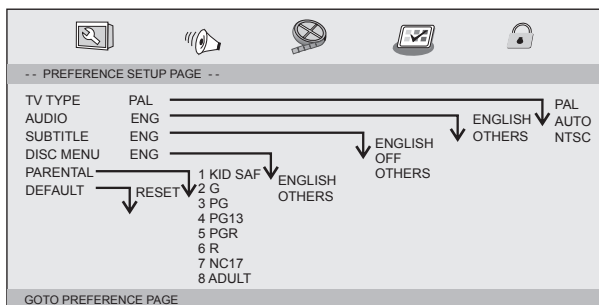 -- PREFERENCE SETUP PAGE --
TV TYPE PAL
AUDIO ENG
SUBTITLE ENG
DISC MENU ENG
PARENTAL
DEFAULT
RESET
1 KID SAF
2 G
3 PG
4 PG13
5 PGR
6 R
7 NC17
8 ADULT
ENGLISH
OTHERS
ENGLISH
OFF
OTHERS
ENGLISH
OTHERS
PAL
AUTO
NTSC
GOTO PREFERENCE PAGE